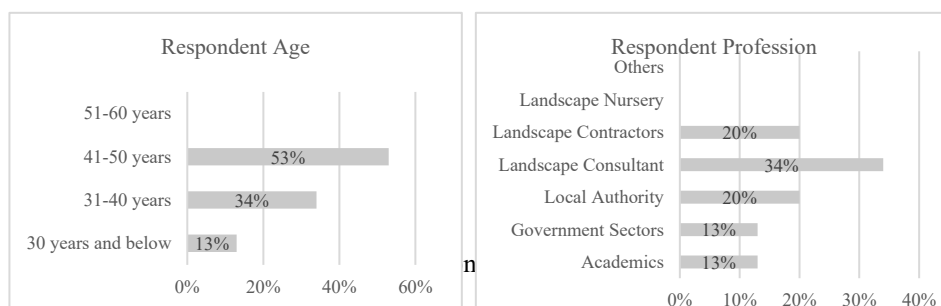 Respondent Age
51-60 years
41-50 years
53%
31-40 years
34%
30 years and below
13%
0%
20%
40%
60%
n
Respondent Profession
Others
Landscape Nursery
Landscape Contractors
20%
Landscape Consultant
34%
Local Authority
20%
Government Sectors
13%
Academics
13%
0%
10%
20%
30%
40%